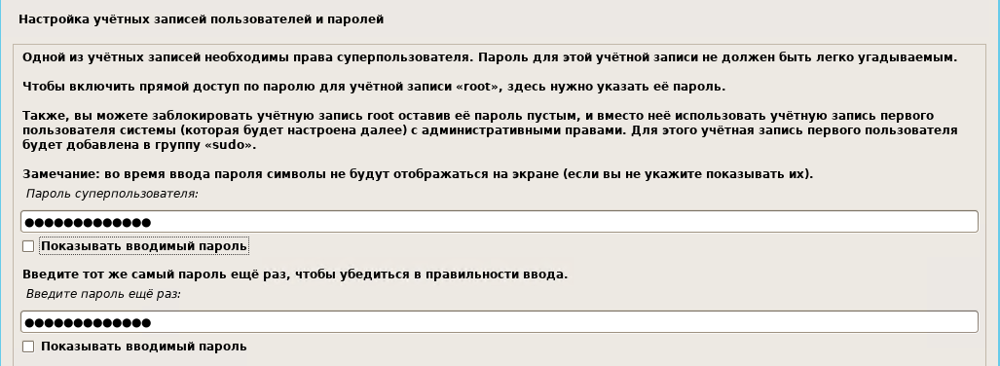 Настройка учётных записей пользователей и паролей
Одной из учётных записей необходимы права суперпользователя. Пароль для этой учётной записи не должен быть легко угадываемым.
Чтобы включить прямой доступ по паролю для учётной записи «root», здесь нужно указать её пароль.
Также, вы можете заблокировать учётную запись root оставив её пароль пустым, и вместо неё использовать учётную запись первого
пользователя системы (которая будет настроена далее) с административными правами. Для этого учётная запись первого пользователя
будет добавлена в группу «sudo».
Замечание: во время ввода пароля символы не будут отображаться на экране (если вы не укажите показывать их).
Пароль суперпользователя:
●●●●●●●●●●●●●
Показывать вводимый пароль
Введите тот же самый пароль ещё раз, чтобы убедиться в правильности ввода.
Введите пароль ещё раз:
●●●●●●●●●●●●●
Показывать вводимый пароль